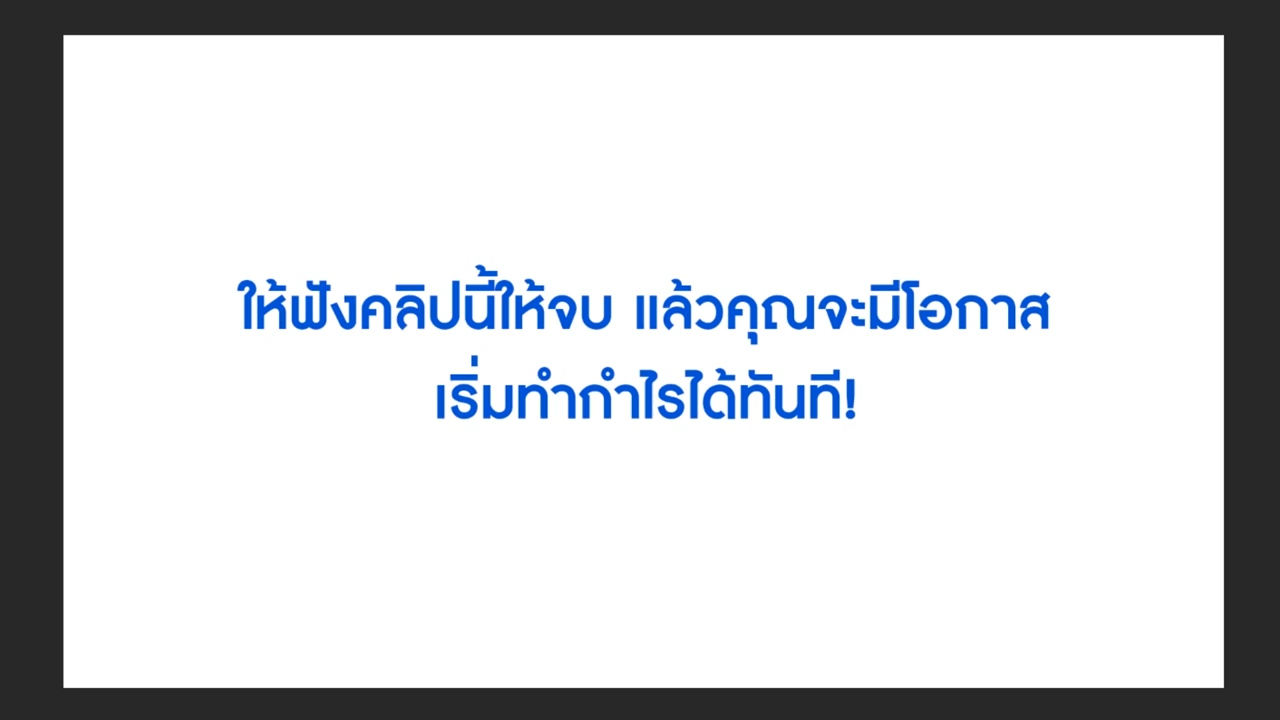 ให้ฟังคลิปนี้ให้จบ แล้วคุณจะมีโอกาส
เริ่มทำกำไรได้ทันที!